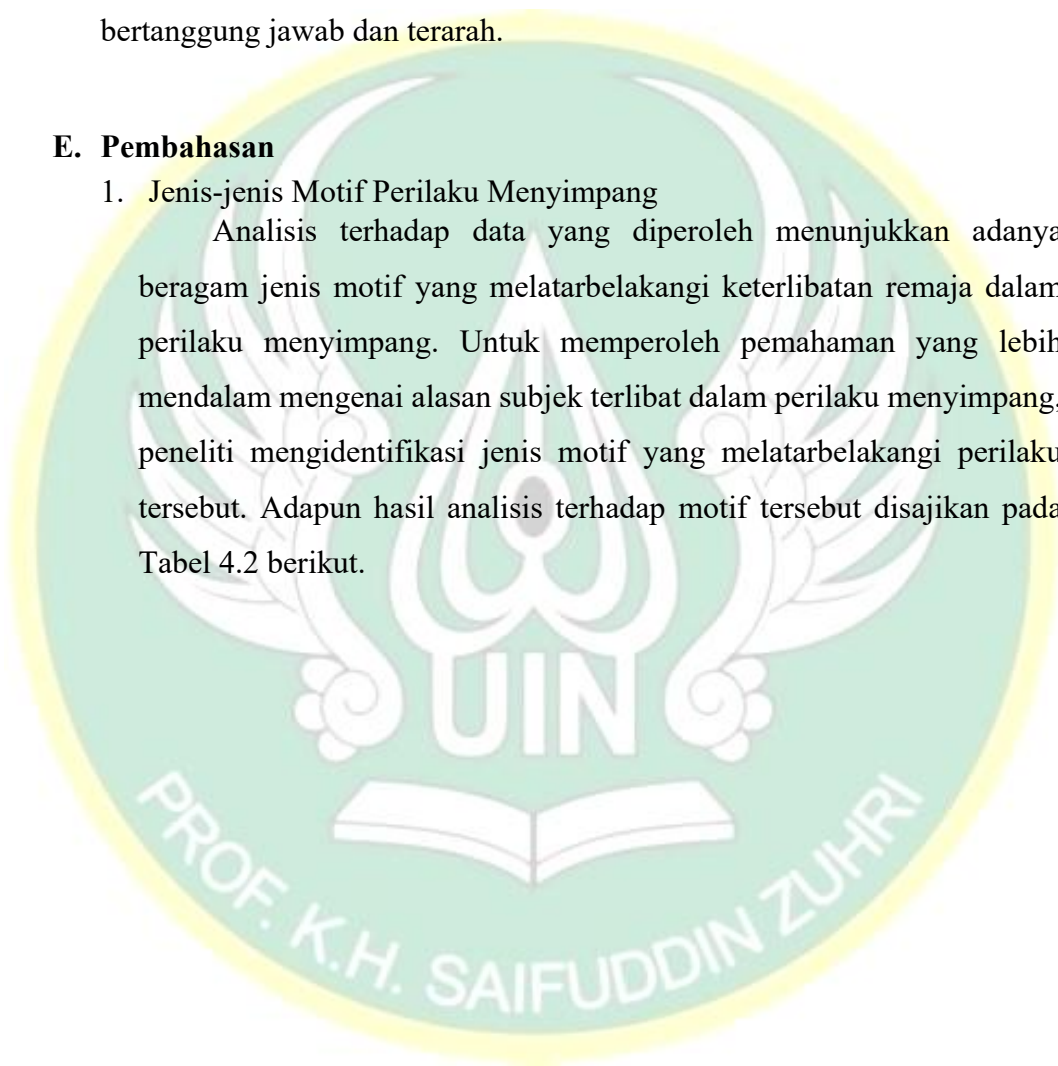 bertanggung jawab dan terarah.
E. Pembahasan
1. Jenis-jenis Motif Perilaku Menyimpang
Analisis terhadap data yang diperoleh menunjukkan adanya
beragam jenis motif yang melatarbelakangi keterlibatan remaja dalam
perilaku menyimpang. Untuk memperoleh pemahaman yang lebih
mendalam mengenai alasan subjek terlibat dalam perilaku menyimpang,
peneliti mengidentifikasi jenis motif yang melatarbelakangi perilaku
tersebut. Adapun hasil analisis terhadap motif tersebut disajikan pada
Tabel 4.2 berikut.
UIN
PROF. K.H. SAIFUDDIN ZUHRI